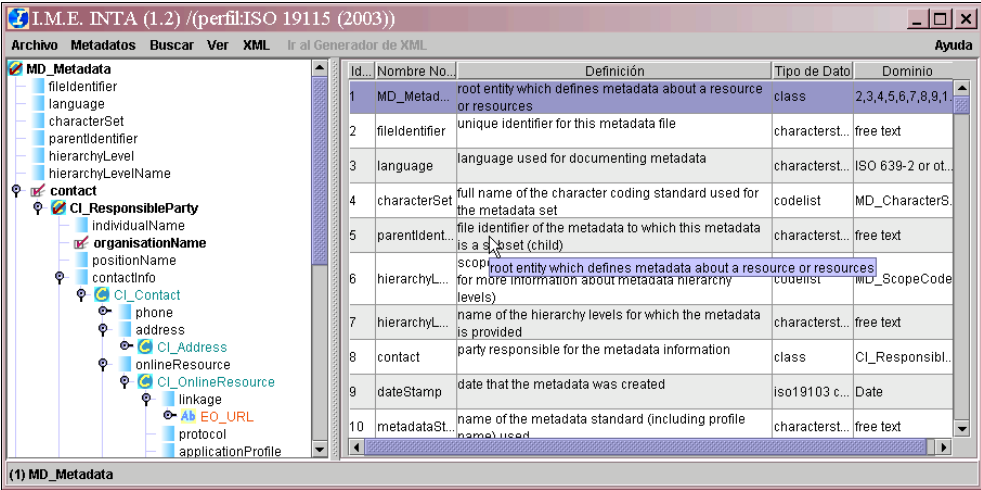 I.M.E. INTA (1.2) /(perfil:ISO 19115 (2003))
Archivo Metadatos Buscar Ver XML Ir al Generador de XML Ayuda
MD_Metadata
fileIdentifier
language
characterSet
parentIdentifier
hierarchyLevel
hierarchyLevelName
contact
CI_ResponsibleParty
individualName
organisationName
positionName
contactInfo
CI_Contact
phone
address
CI_Address
onlineResource
CI_OnlineResource
linkage
Ab EO_URL
protocol
applicationProfile
Id... Nombre No... Definición Tipo de Dato Dominio
1 MD_Metad... root entity which defines metadata about a resource class 2,3,4,5,6,7,8,9,1...
or resources
2 fileIdentifier unique identifier for this metadata file characterst... free text
3 language language used for documenting metadata characterst... ISO 639-2 or ot...
4 characterSet full name of the character coding standard used for codelist MD_CharacterS...
the metadata set
5 parentIdent... file identifier of the metadata to which this metadata characterst... free text
is a subset (child)
root entity which defines metadata about a resource or resources
6 hierarchyL... for more information about metadata hierarchy codelist MD_ScopeCode
levels)
7 hierarchyL... name of the hierarchy levels for which the metadata characterst... free text
is provided
8 contact party responsible for the metadata information class CI_Responsibl...
9 dateStamp date that the metadata was created iso19103 c... Date
10 metadataSt... name of the metadata standard (including profile characterst... free text
name) used
(1) MD_Metadata